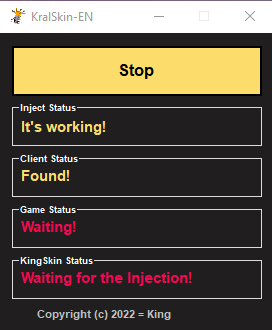 KralSkin-EN
Stop
Inject Status
It's working!
Client Status
Found!
Game Status
Waiting!
KingSkin Status
Waiting for the Injection!
Copyright (c) 2022 = King